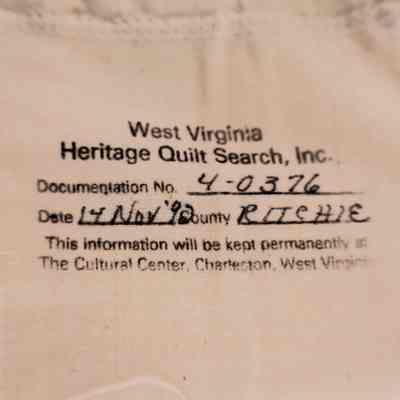 West Virginia
Heritage Quilt Search, Inc.
Documentation No. 4-0376
Date 14 Nov '92 County RITCHIE
This information will be kept permanently at
The Cultural Center, Charleston, West Virginia